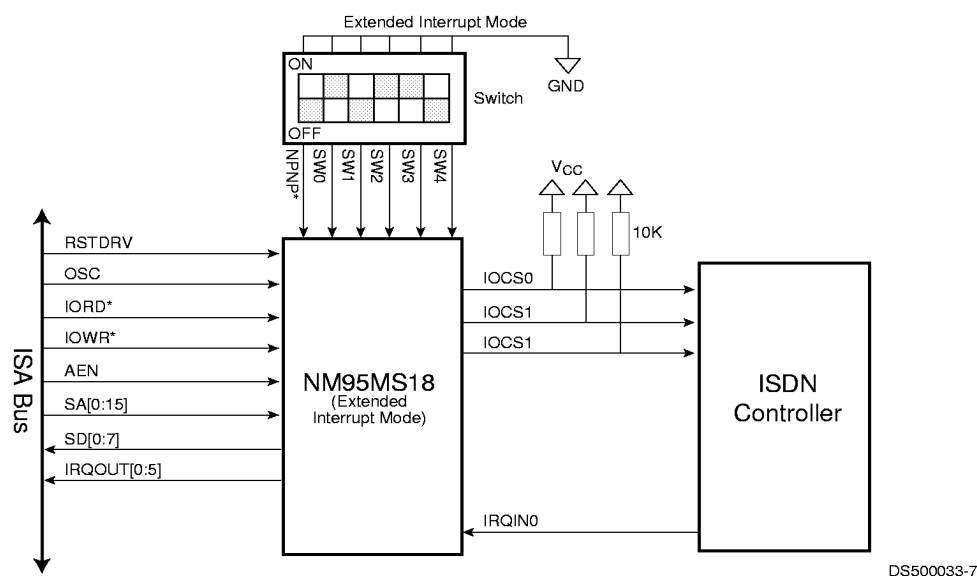 Extended Interrupt Mode
GND
ON
OFF
Switch
NPNP*
SW0
SW1
SW2
SW3
SW4
VCC
10K
ISA Bus
RSTDRV
OSC
IORD*
IOWR*
AEN
SA[0:15]
SD[0:7]
IRQOUT[0:5]
NM95MS18
(Extended
Interrupt Mode)
IOCS0
IOCS1
IOCS1
IRQIN0
ISDN
Controller
DS500033-7